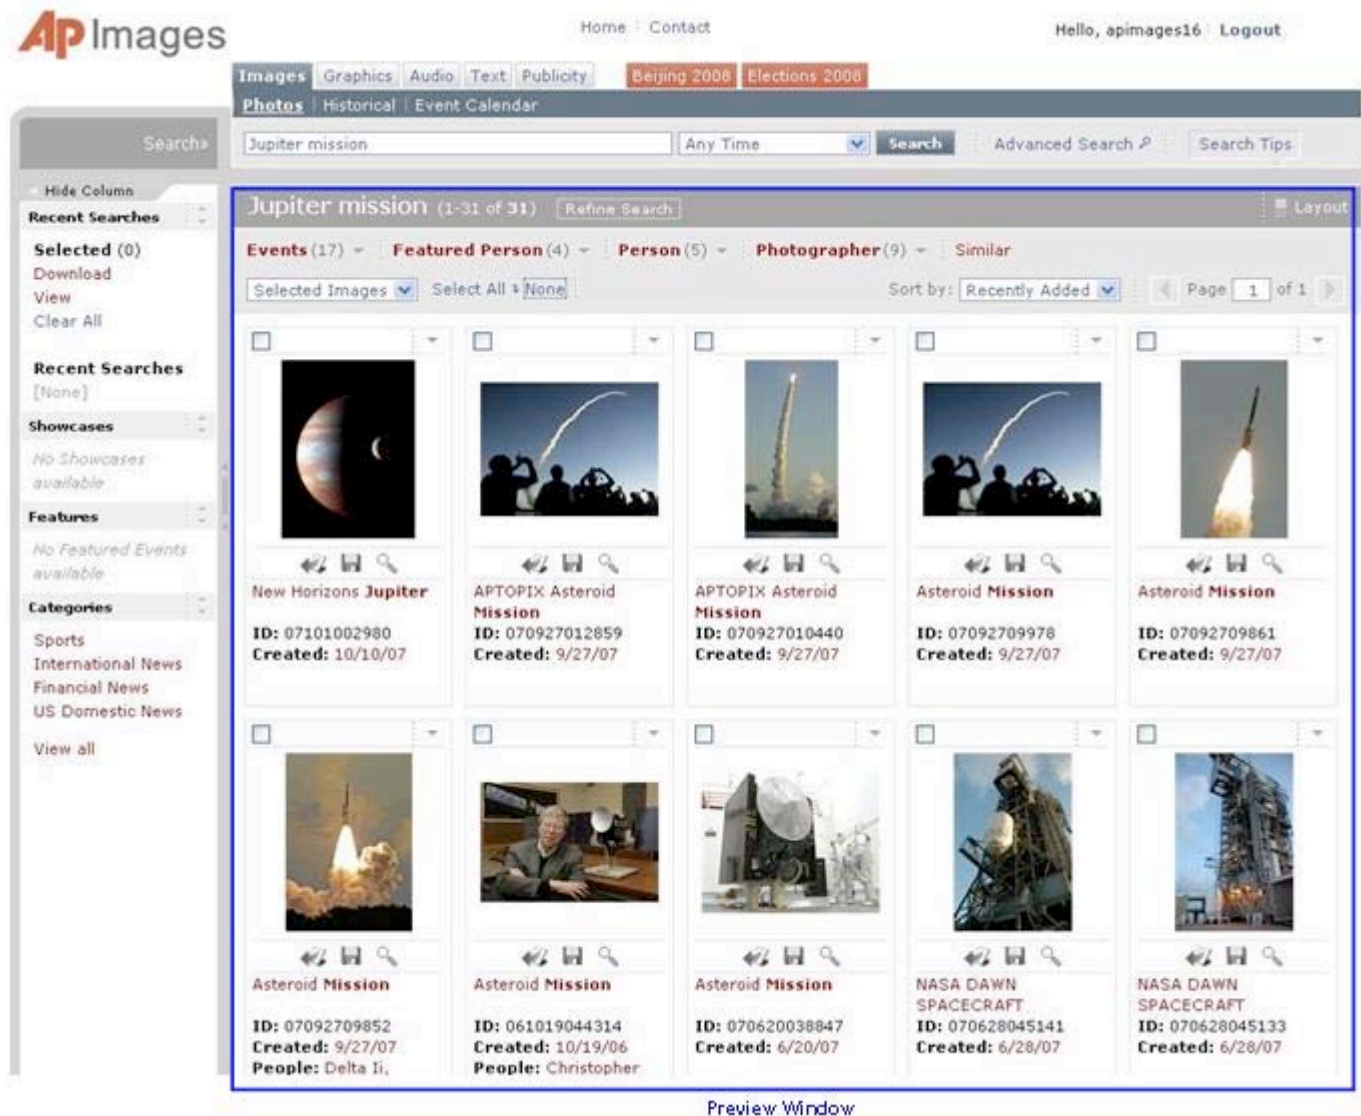 AP Images
Home Contact
Hello, apimages16 Logout
Images Graphics Audio Text Publicity Beijing 2008 Elections 2008
Photos Historical Event Calendar
Search»
Jupiter mission Any Time Search Advanced Search Search Tips
Hide Column
Recent Searches
Selected (0)
Download
View
Clear All
Recent Searches
[None]
Showcases
No Showcases
available
Features
No Featured Events
available
Categories
Sports
International News
Financial News
US Domestic News
View all
Jupiter mission (1-31 of 31) Refine Search Layout
Events (17) Featured Person (4) Person (5) Photographer (9) Similar
Selected Images Select All None Sort by: Recently Added Page 1 of 1
New Horizons Jupiter
ID: 07101002980
Created: 10/10/07
APTOPIX Asteroid
Mission
ID: 070927012859
Created: 9/27/07
APTOPIX Asteroid
Mission
ID: 070927010440
Created: 9/27/07
Asteroid Mission
ID: 07092709978
Created: 9/27/07
Asteroid Mission
ID: 07092709861
Created: 9/27/07
Asteroid Mission
ID: 07092709852
Created: 9/27/07
People: Delta Ii,
Asteroid Mission
ID: 061019044314
Created: 10/19/06
People: Christopher
Asteroid Mission
ID: 070620038847
Created: 6/20/07
NASA DAWN
SPACECRAFT
ID: 070628045141
Created: 6/28/07
NASA DAWN
SPACECRAFT
ID: 070628045133
Created: 6/28/07
Preview Window